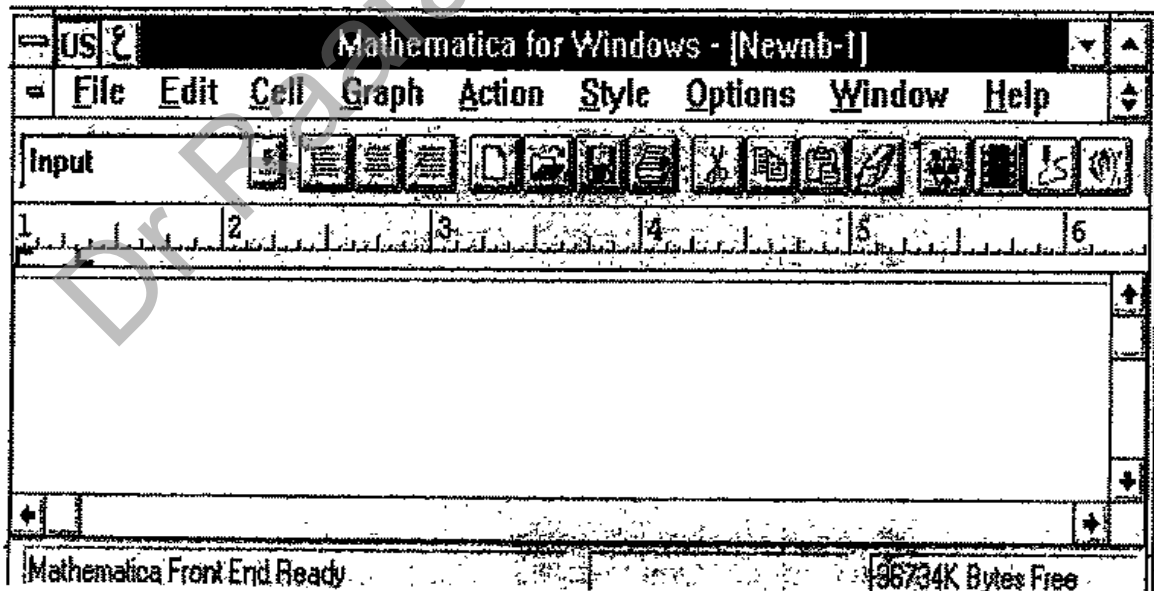 US ع Mathematica for Windows - [Newnb-1]
File Edit Cell Graph Action Style Options Window Help
Input
1 2 3 4 5 6
Mathematica Front End Ready 36734K Bytes Free